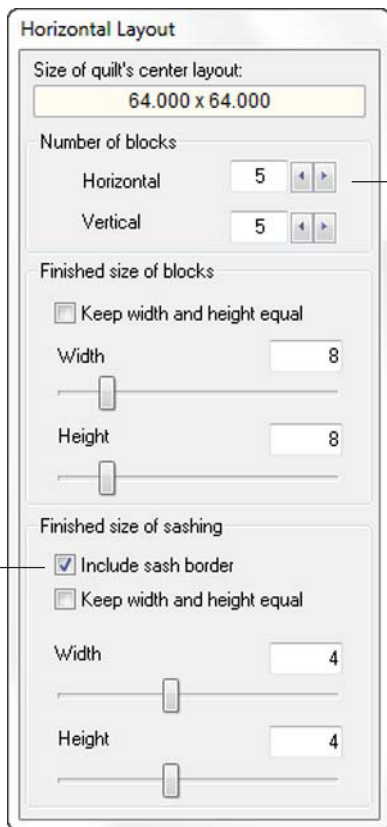 Horizontal Layout
Size of quilt's center layout:
64.000 x 64.000
Number of blocks
Horizontal 5
Vertical 5
Finished size of blocks
Keep width and height equal
Width 8
Height 8
Finished size of sashing
Include sash border
Keep width and height equal
Width 4
Height 4